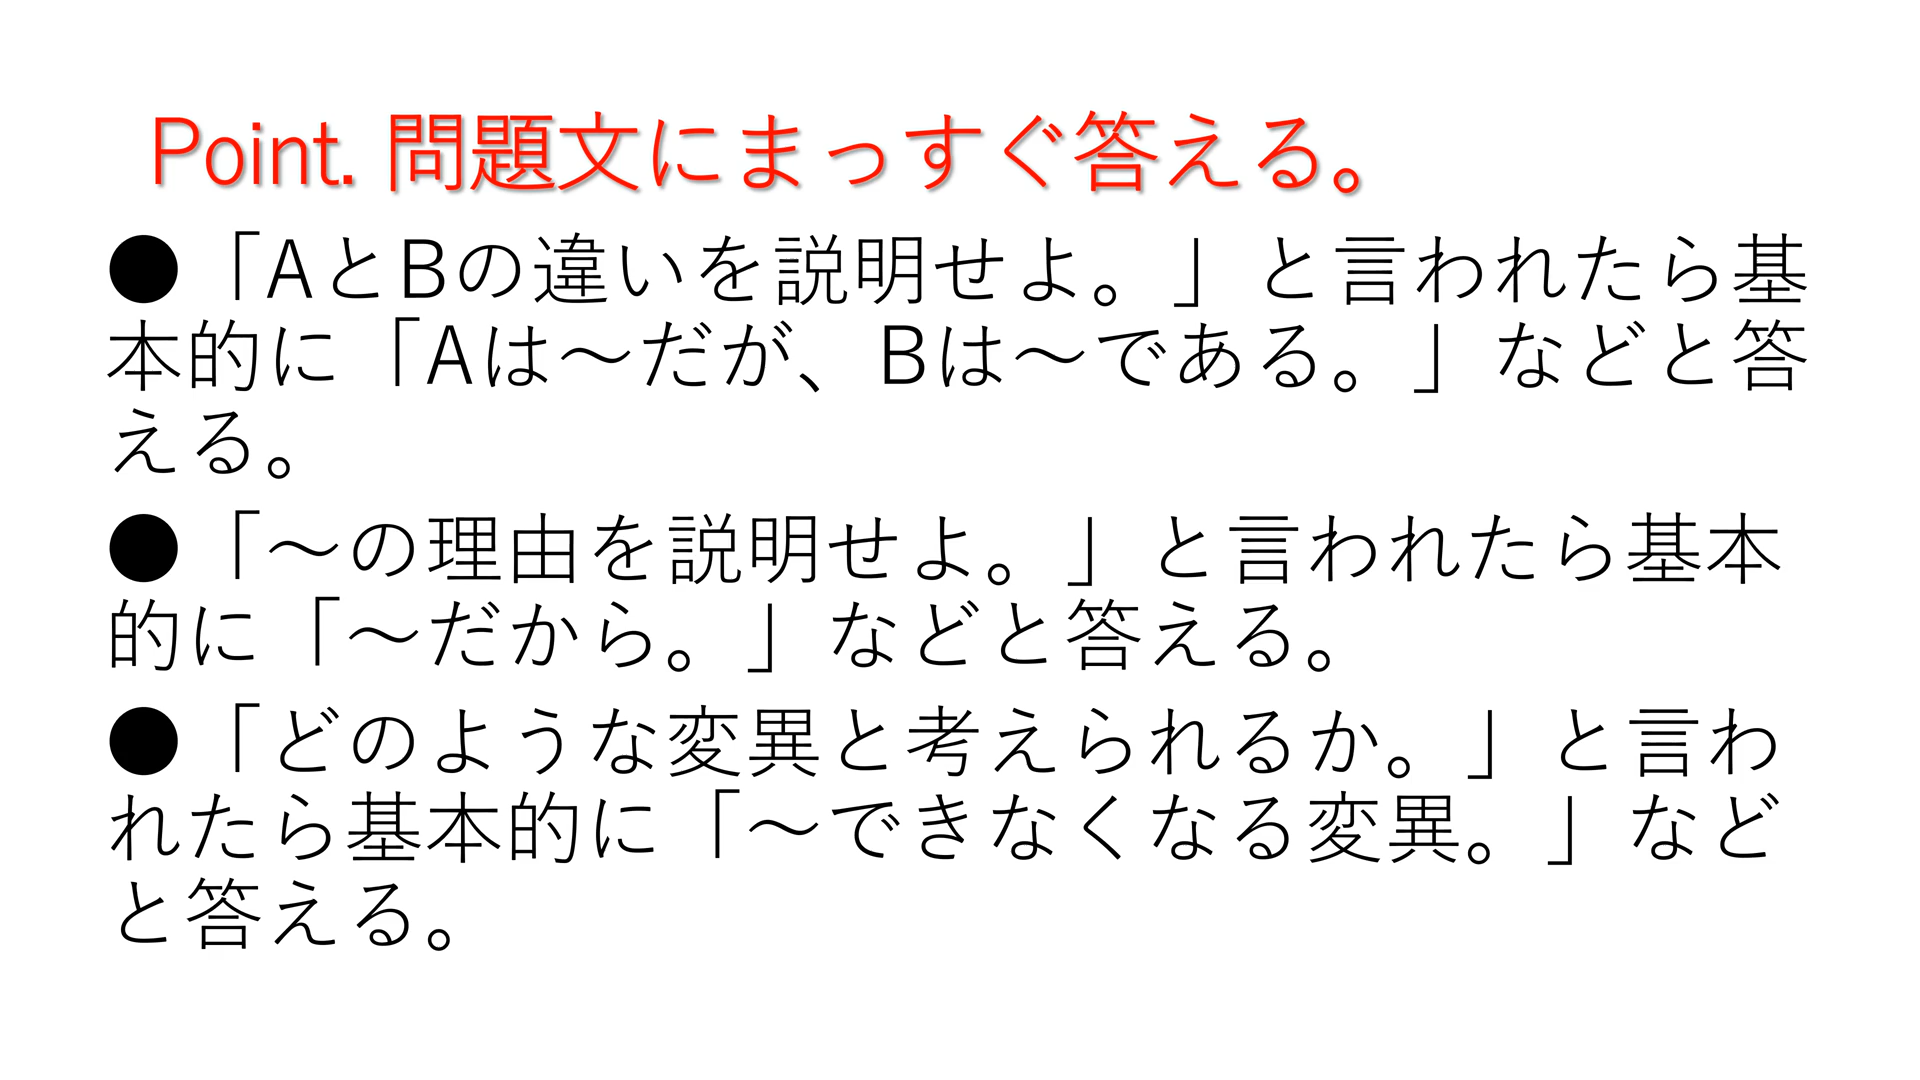 Point. 問題文にまっすぐ答える。
●「AとBの違いを説明せよ。」と言われたら基
本的に「Aは～だが、Bは～である。」などと答
える。
●「～の理由を説明せよ。」と言われたら基本
的に「～だから。」などと答える。
●「どのような変異と考えられるか。」と言わ
れたら基本的に「～できなくなる変異。」など
と答える。